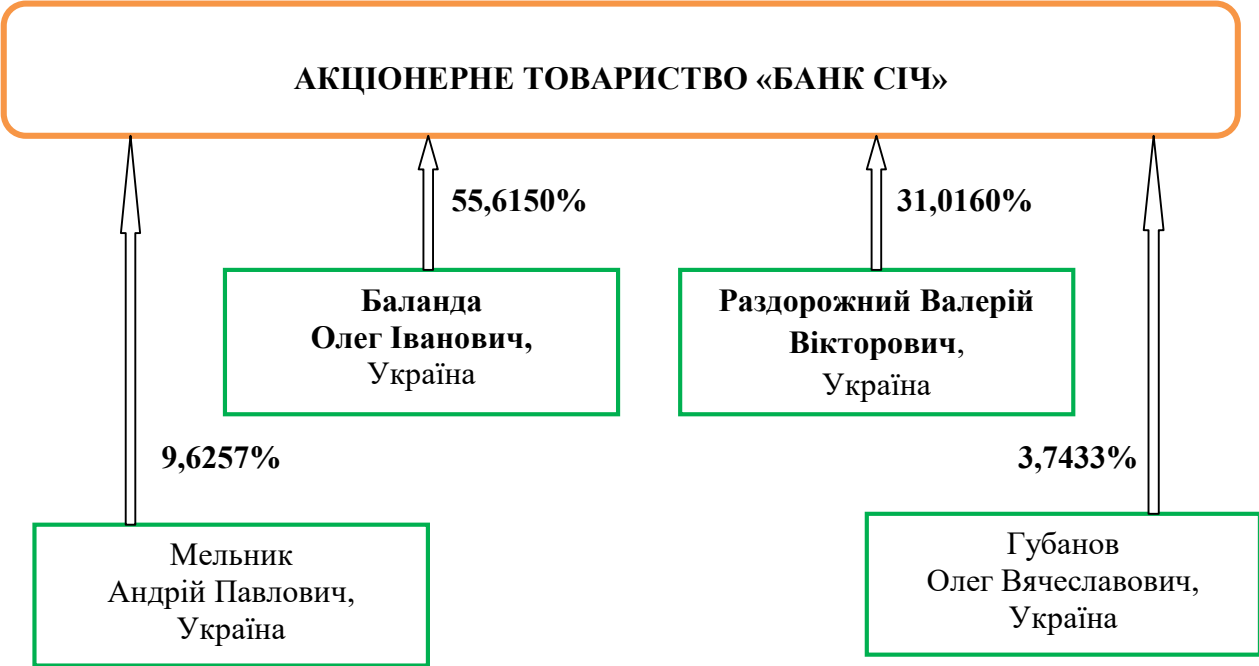 АКЦІОНЕРНЕ ТОВАРИСТВО «БАНК СІЧ»
55,6150%
31,0160%
Баланда
Олег Іванович,
Україна
Раздорожний Валерій
Вікторович,
Україна
9,6257%
3,7433%
Мельник
Андрій Павлович,
Україна
Губанов
Олег Вячеславович,
Україна